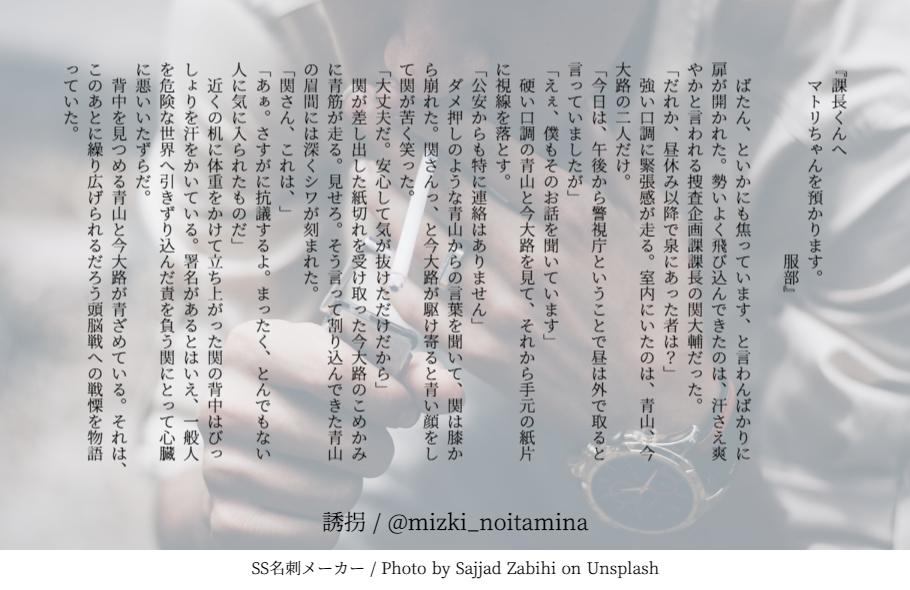 『課長くんへ
マトリちゃんを預かります。
服部』
ばたん、といかにも焦っています、と言わんばかりに
扉が開かれた。勢いよく飛び込んできたのは、汗さえ爽
やかと言われる捜査企画課課長の関大輔だった。
「だれか、昼休み以降で泉にあった者は？」
強い口調に緊張感が走る。室内にいたのは、青山、今
大路の二人だけ。
「今日は、午後から警視庁ということで昼は外で取ると
言っていましたが」
「えぇ、僕もそのお話を聞いています」
硬い口調の青山と今大路を見て、それから手元の紙片
に視線を落とす。
「公安からも特に連絡はありません」
ダメ押しのような青山からの言葉を聞いて、関は膝か
ら崩れた。関さんっ、と今大路が駆け寄ると青い顔をし
て関が苦く笑った。
「大丈夫だ。安心して気が抜けただけだから」
関が差し出した紙切れを受け取った今大路のこめかみ
に青筋が走る。見せろ。そう言って割り込んできた青山
の眉間には深くシワが刻まれた。
「関さん、これは、」
「あぁ。さすがに抗議するよ。まったく、とんでもない
人に気に入られたものだ」
近くの机に体重をかけて立ち上がった関の背中はびっ
しょりを汗をかいている。署名があるとはいえ、一般人
を危険な世界へ引きずり込んだ責を負う関にとって心臓
に悪いいたずらだ。
背中を見つめる青山と今大路が青ざめている。それは、
このあとに繰り広げられるだろう頭脳戦への戦慄を物語
っていた。
誘拐 / @mizki_noitamina
SS名刺メーカー / Photo by Sajjad Zabihi on Unsplash